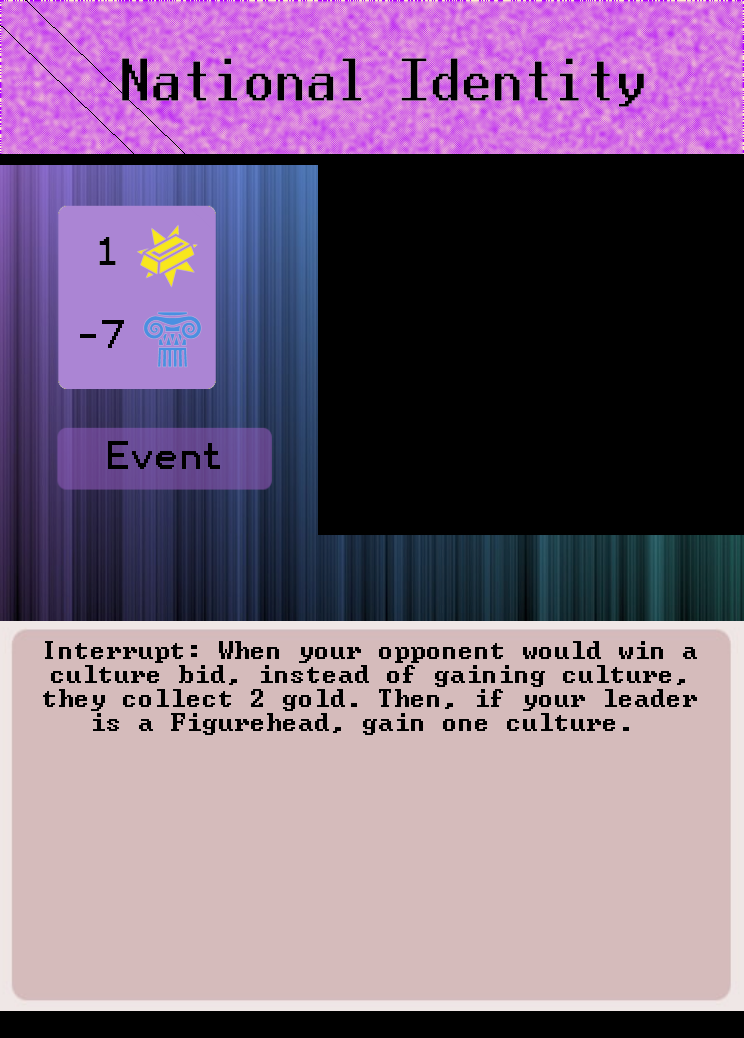 National Identity
1
-7
Event
Interrupt: When your opponent would win a
culture bid, instead of gaining culture,
they collect 2 gold. Then, if your leader
is a Figurehead, gain one culture.